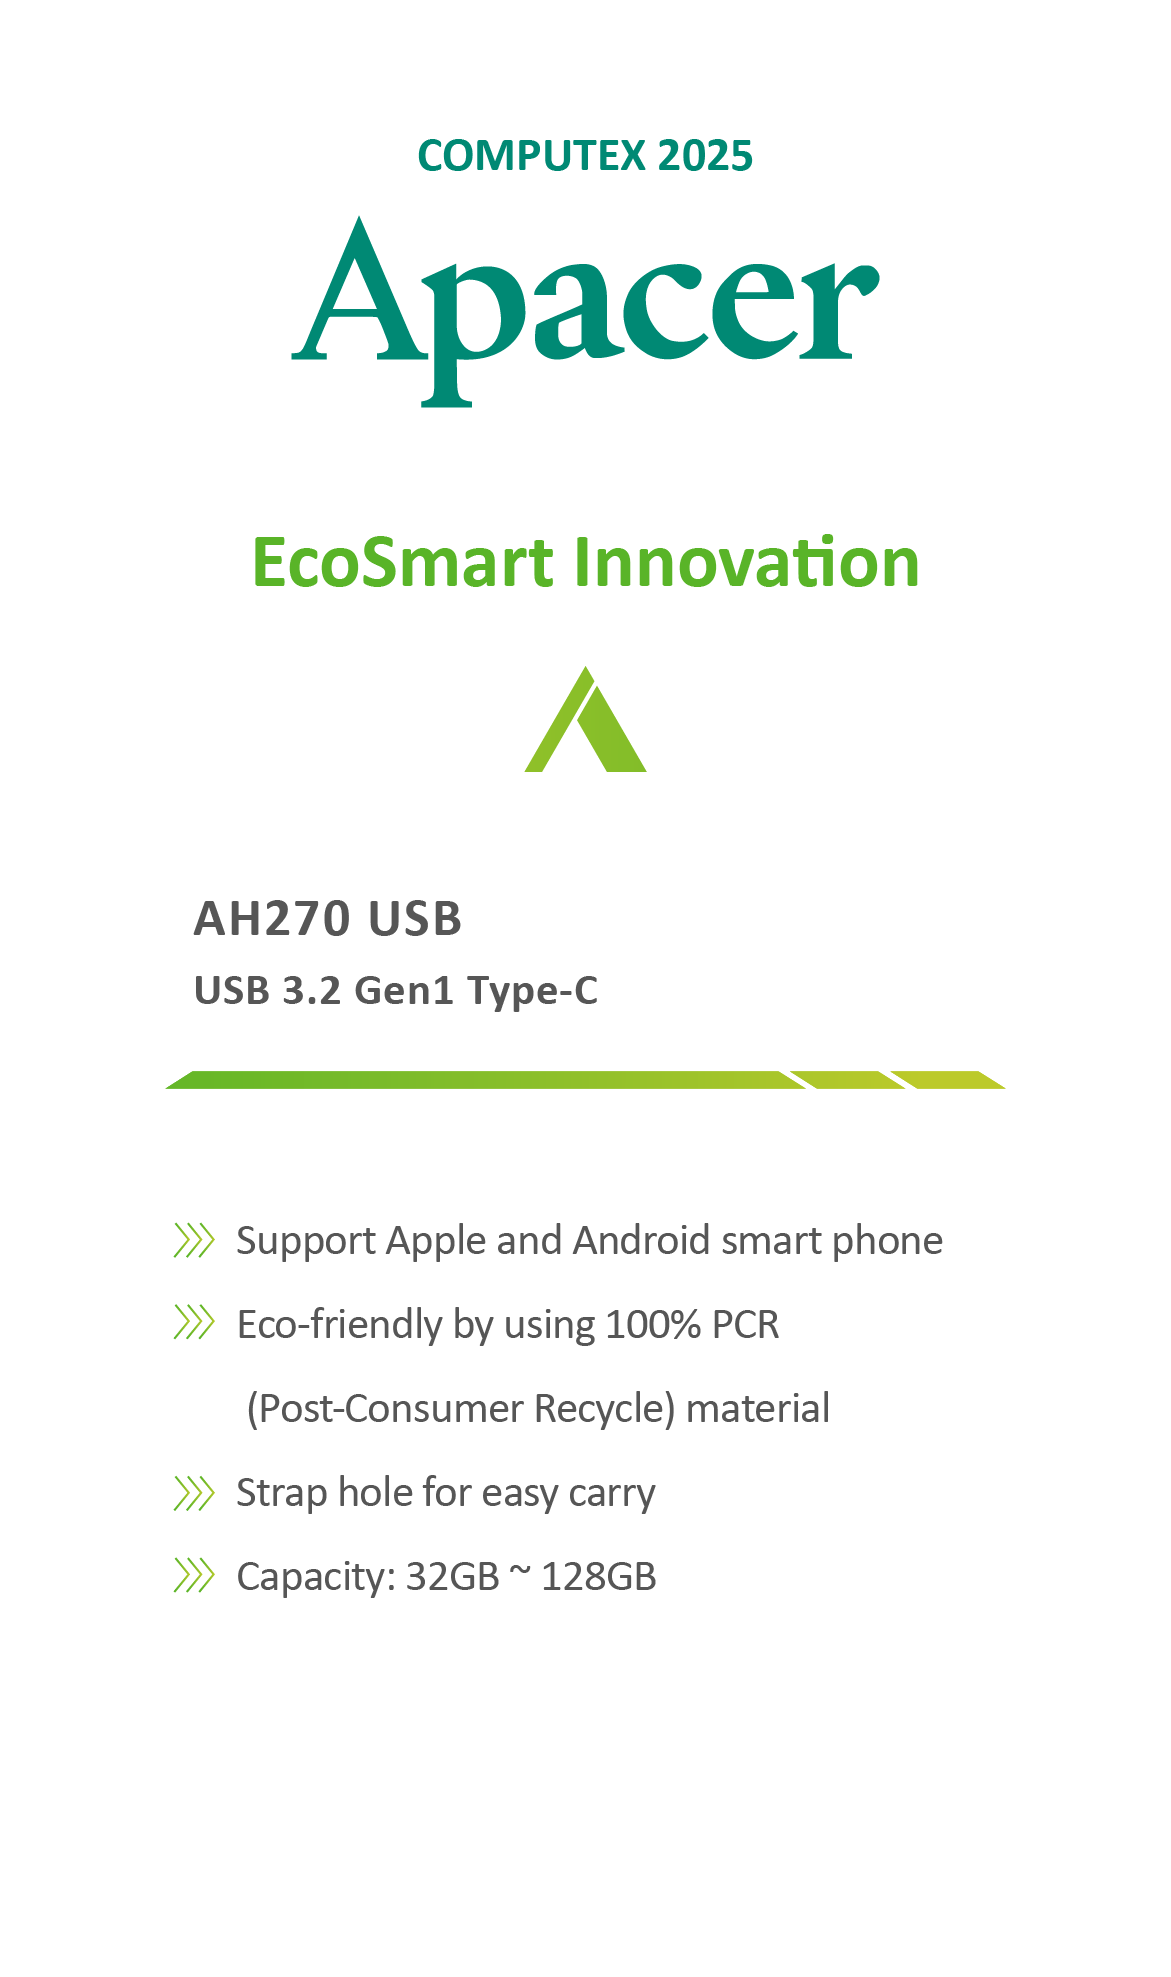 COMPUTEX 2025
Apacer
EcoSmart Innovation
AH270 USB
USB 3.2 Gen1 Type-C
Support Apple and Android smart phone
Eco-friendly by using 100% PCR
(Post-Consumer Recycle) material
Strap hole for easy carry
Capacity: 32GB ~ 128GB